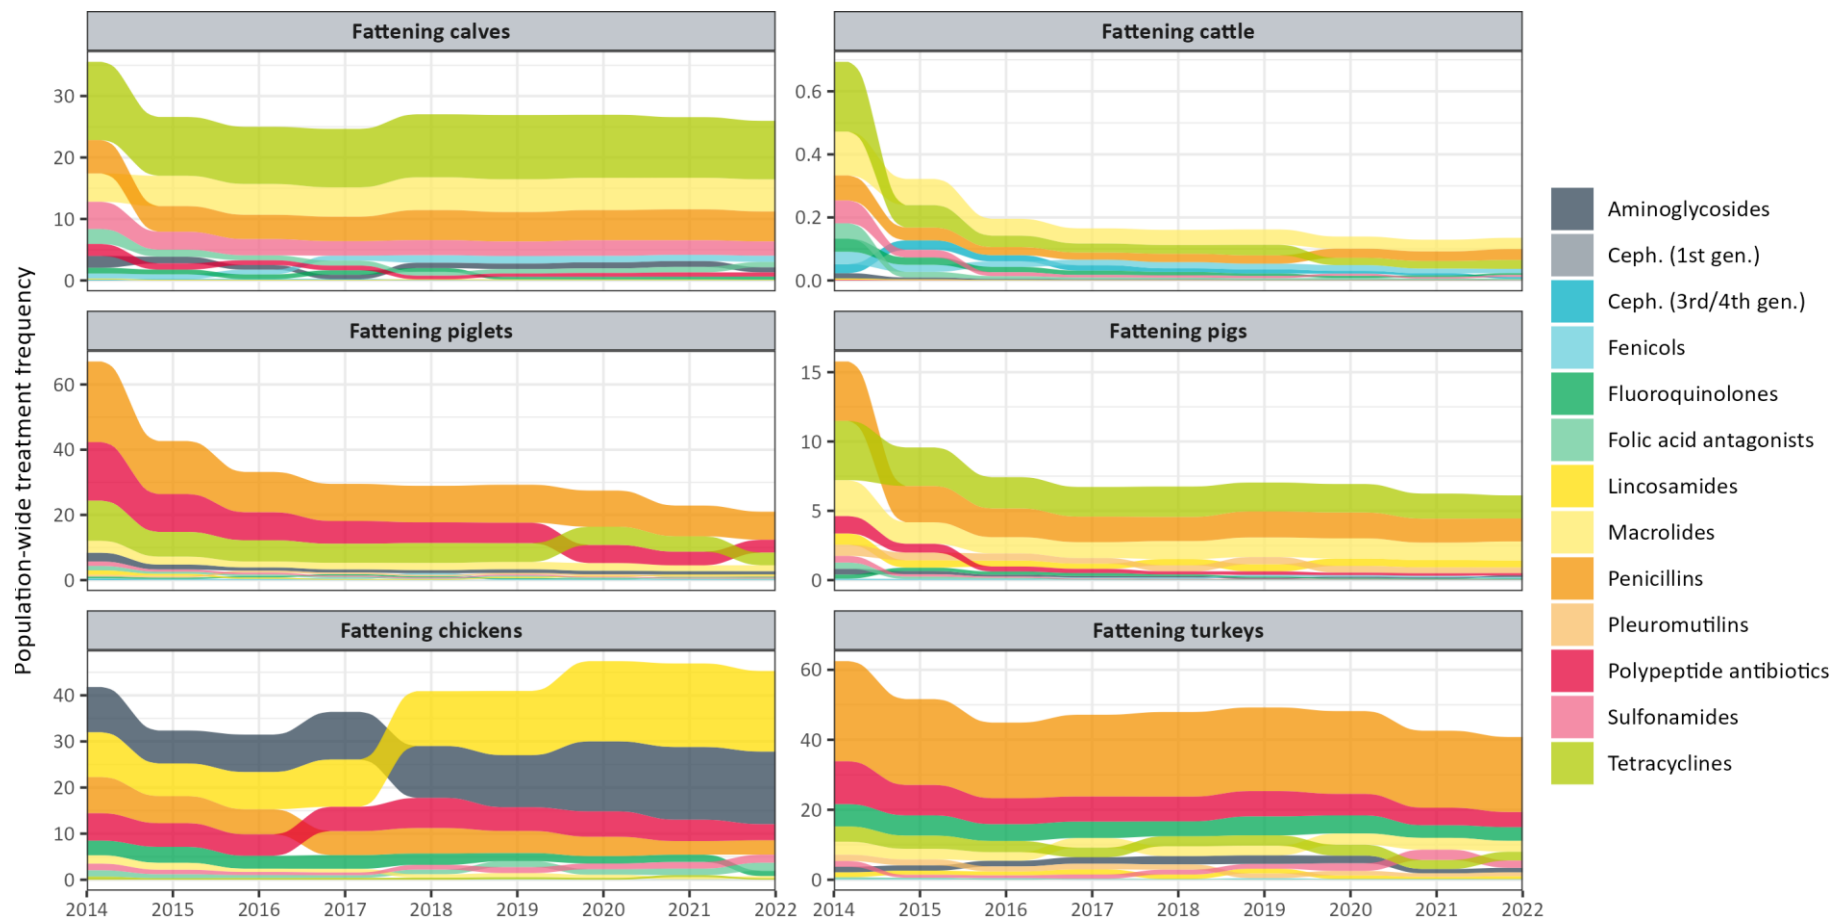 Fattening calves
Fattening cattle
30
20
10
0
0.6
0.4
0.2
0.0
Fattening piglets
Fattening pigs
60
40
20
0
15
10
5
0
Fattening chickens
Fattening turkeys
40
30
20
10
0
60
40
20
0
2014 2015 2016 2017 2018 2019 2020 2021 2022
2014 2015 2016 2017 2018 2019 2020 2021 2022
Population-wide treatment frequency
Aminoglycosides
Ceph. (1st gen.)
Ceph. (3rd/4th gen.)
Fenicols
Fluoroquinolones
Folic acid antagonists
Lincosamides
Macrolides
Penicillins
Pleuromutilins
Polypeptide antibiotics
Sulfonamides
Tetracyclines